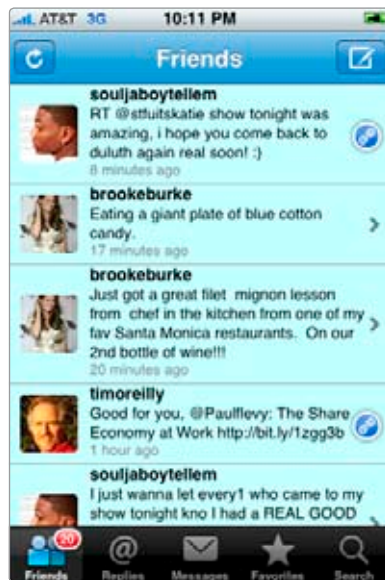 AT&T 3G 10:11 PM
Friends
souljaboytellem
RT @stfuitskatie show tonight was
amazing, i hope you come back to
duluth again real soon! :}
8 minutes ago
brookeburke
Eating a giant plate of blue cotton
candy.
17 minutes ago
brookeburke
Just got a great filet mignon lesson
from chef in the kitchen from one of my
fav Santa Monica restaurants. On our
2nd bottle of wine!!!
20 minutes ago
timoreilly
Good for you, @Paulflevy: The Share
Economy at Work http://bit.ly/1zgg3b
1 hour ago
souljaboytellem
I just wanna let every1 who came to my
show tonight kno I had a REAL GOOD
20
Friends Replies Messages Favorites Search